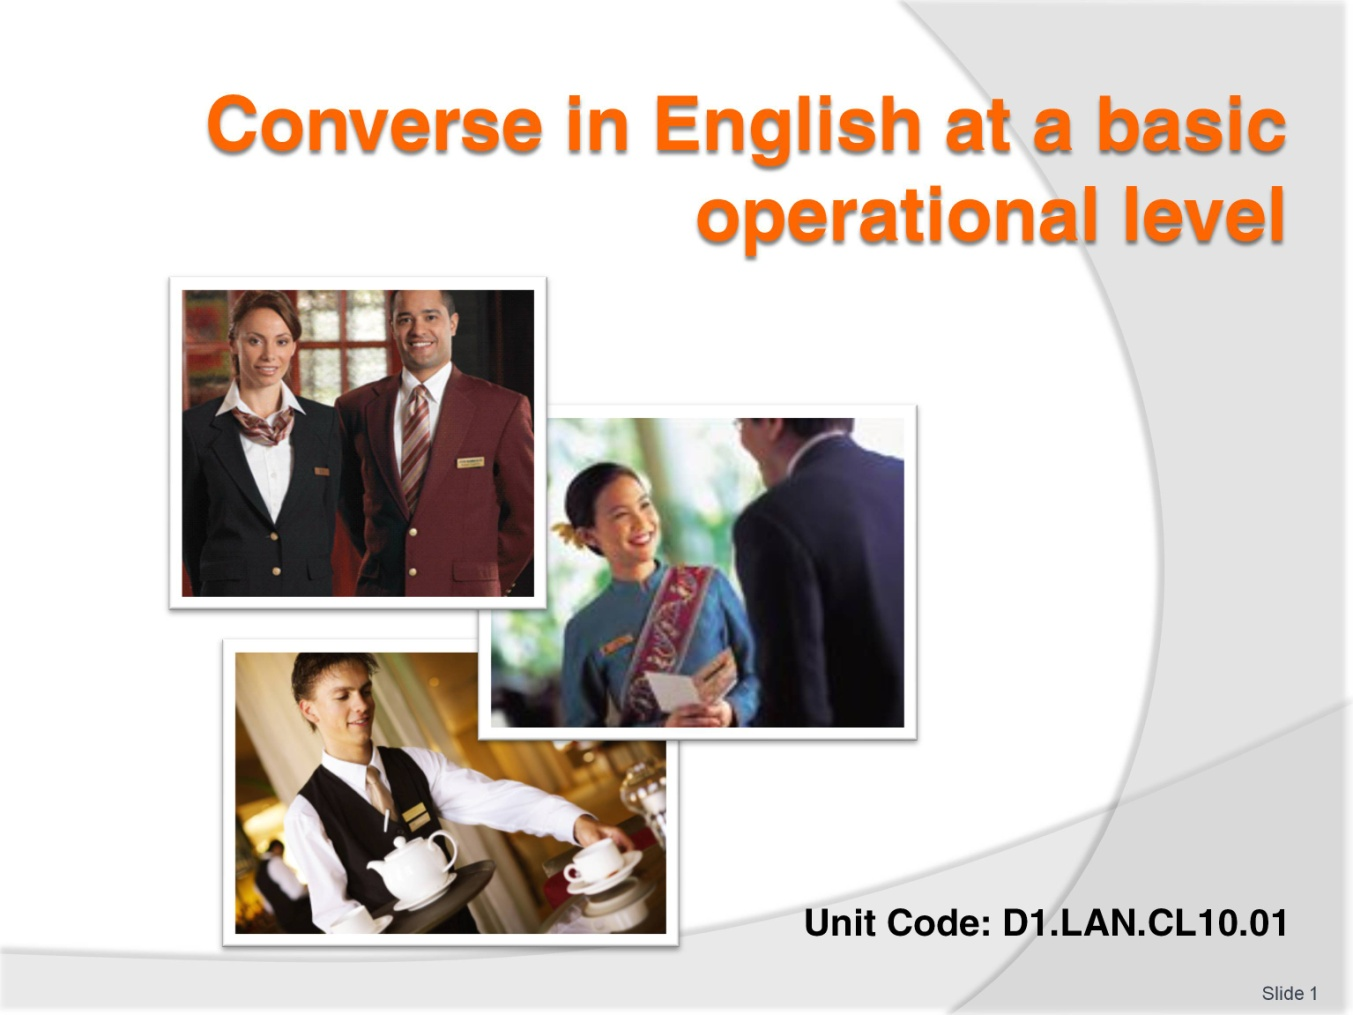 Converse in English at a basic
operational level
Unit Code: D1.LAN.CL10.01
Slide 1